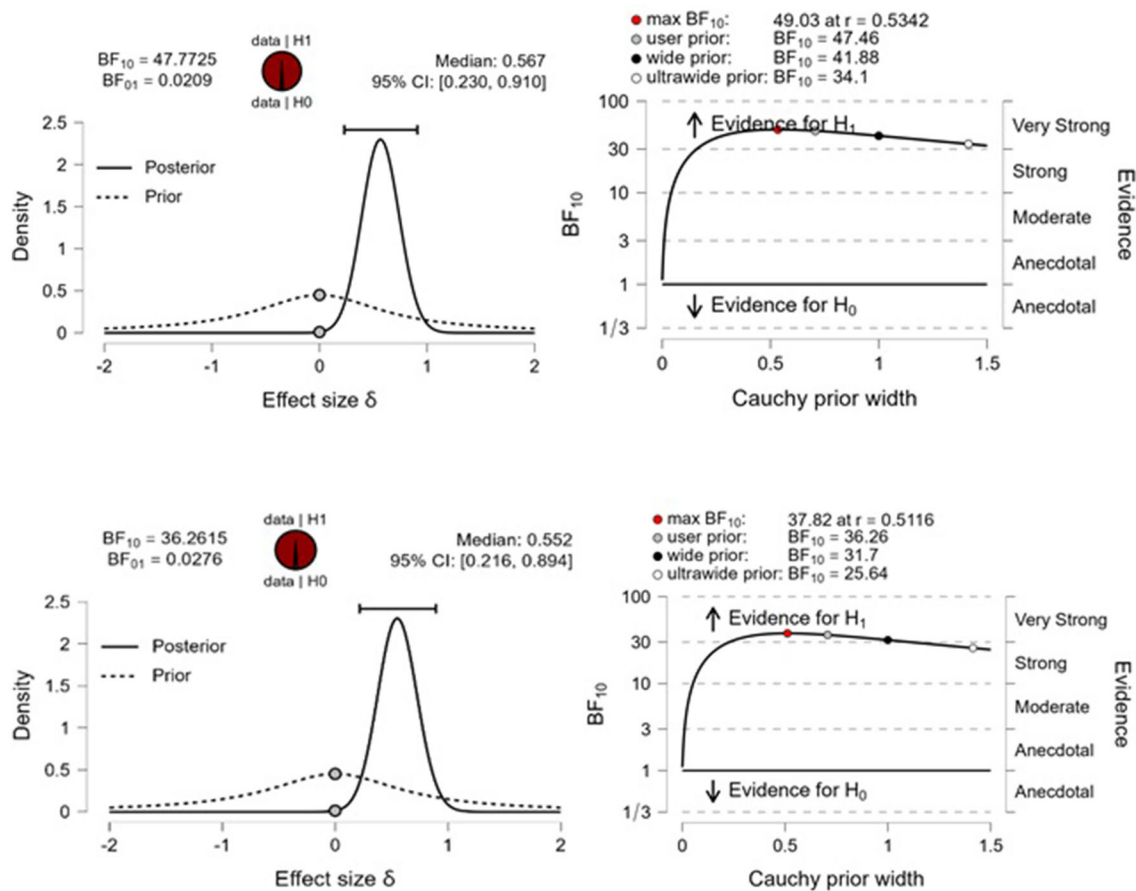 data | H1
BF10 = 47.7725
BF01 = 0.0209
data | H0
Median: 0.567
95% CI: [0.230, 0.910]
2.5
2
1.5
1
0.5
0
Density
Posterior
Prior
-2
-1
0
1
2
Effect size δ
max BF10: 49.03 at r = 0.5342
user prior: BF10 = 47.46
wide prior: BF10 = 41.88
ultrawide prior: BF10 = 34.1
100
30
10
3
1
1/3
BF10
Evidence for H1
Evidence for H0
Very Strong
Strong
Moderate
Anecdotal
Anecdotal
Evidence
0
0.5
1
1.5
Cauchy prior width
data | H1
BF10 = 36.2615
BF01 = 0.0276
data | H0
Median: 0.552
95% CI: [0.216, 0.894]
2.5
2
1.5
1
0.5
0
Density
Posterior
Prior
-2
-1
0
1
2
Effect size δ
max BF10: 37.82 at r = 0.5116
user prior: BF10 = 36.26
wide prior: BF10 = 31.7
ultrawide prior: BF10 = 25.64
100
30
10
3
1
1/3
BF10
Evidence for H1
Evidence for H0
Very Strong
Strong
Moderate
Anecdotal
Anecdotal
Evidence
0
0.5
1
1.5
Cauchy prior width